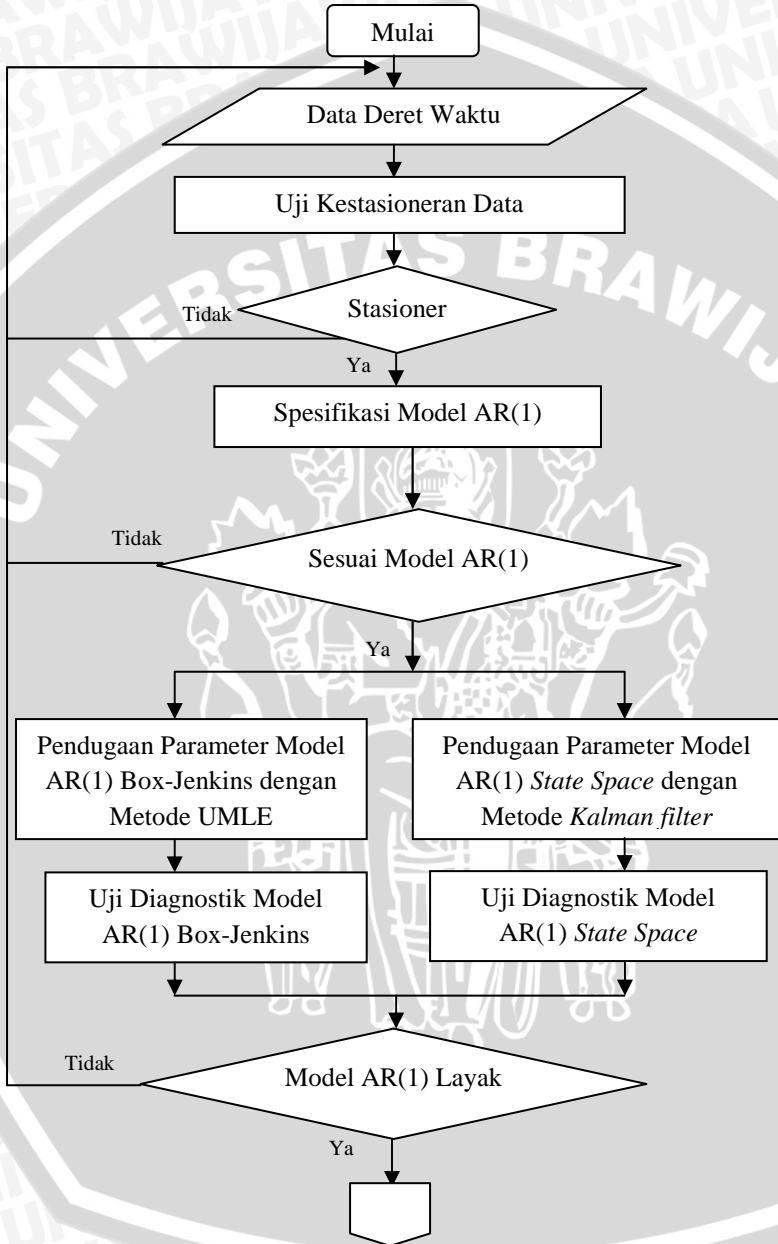 Mulai
Data Deret Waktu
Uji Kestasioneran Data
UNIVERSITAS BRAWIJ
Stasioner
Tidak
Ya
Spesifikasi Model AR(1)
Tidak
Sesuai Model AR(1)
Ya
Pendugaan Parameter Model
AR(1) Box-Jenkins dengan
Metode UMLE
Pendugaan Parameter Model
AR(1) State Space dengan
Metode Kalman filter
Uji Diagnostik Model
AR(1) Box-Jenkins
Uji Diagnostik Model
AR(1) State Space
Tidak
Model AR(1) Layak
Ya